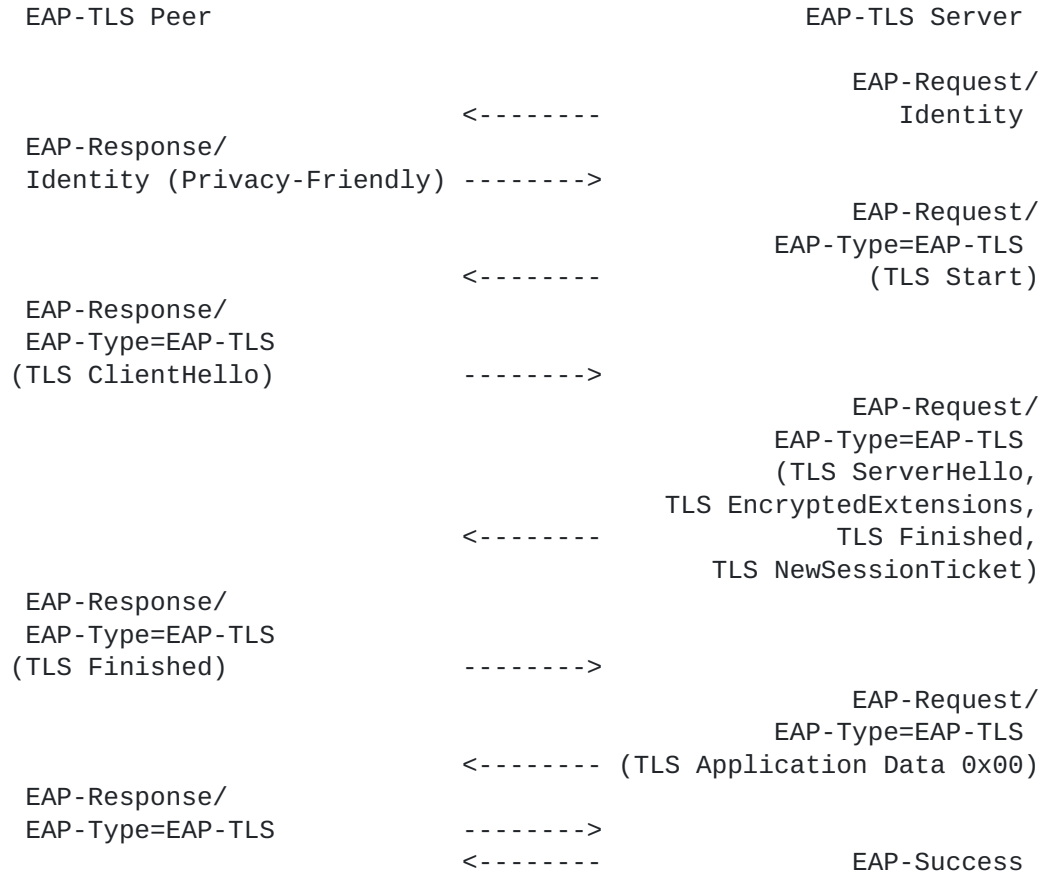 EAP-TLS Peer                                      EAP-TLS Server
EAP-Request/
<--------                   Identity
EAP-Response/
Identity (Privacy-Friendly) -------->
EAP-Request/
EAP-Type=EAP-TLS
<--------                 (TLS Start)
EAP-Response/
EAP-Type=EAP-TLS
(TLS ClientHello)            -------->
EAP-Request/
EAP-Type=EAP-TLS
(TLS ServerHello,
TLS EncryptedExtensions,
<--------               TLS Finished,
TLS NewSessionTicket)
EAP-Response/
EAP-Type=EAP-TLS
(TLS Finished)               -------->
EAP-Request/
EAP-Type=EAP-TLS
<-------- (TLS Application Data 0x00)
EAP-Response/
EAP-Type=EAP-TLS            -------->
<--------                EAP-Success